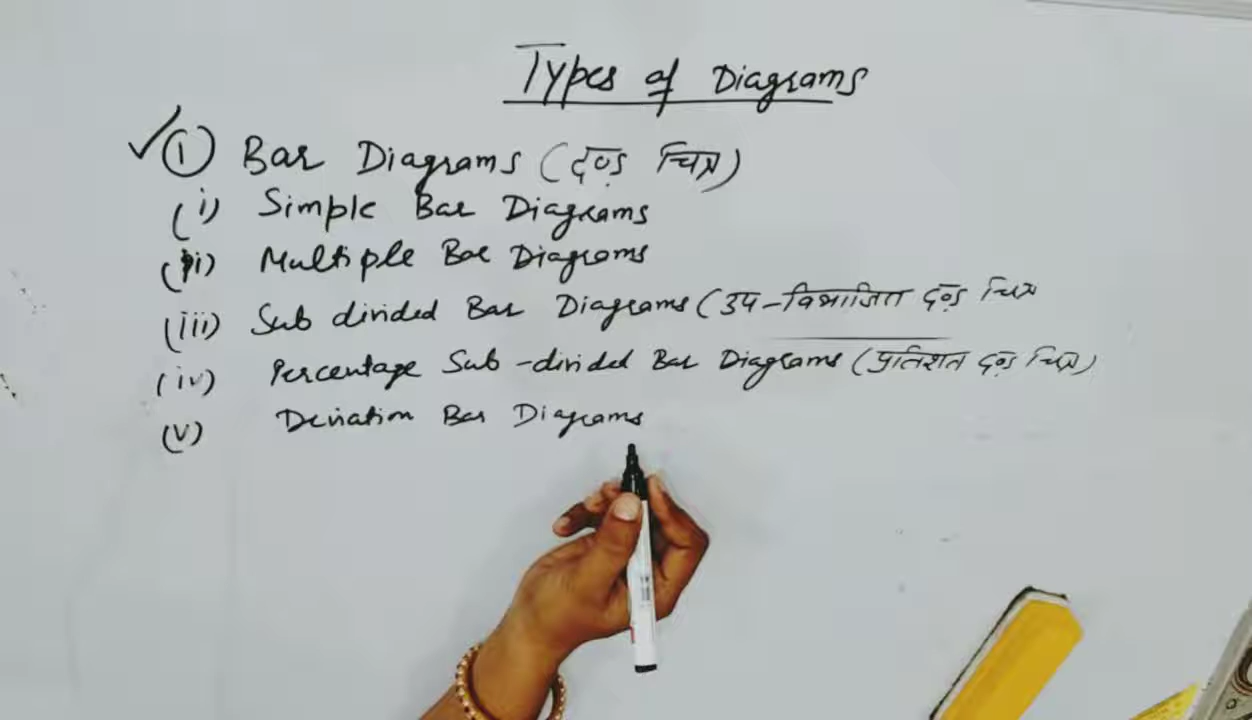 Types of Diagrams
① Bar Diagrams (दण्ड चित्र)
(i) Simple Bar Diagrams
(ii) Multiple Bar Diagrams
(iii) Sub divided Bar Diagrams (उप-विभाजित दण्ड चित्र
(iv) Percentage Sub-divided Bar Diagrams (प्रतिशत दण्ड चित्र)
(v) Deviation Bar Diagrams